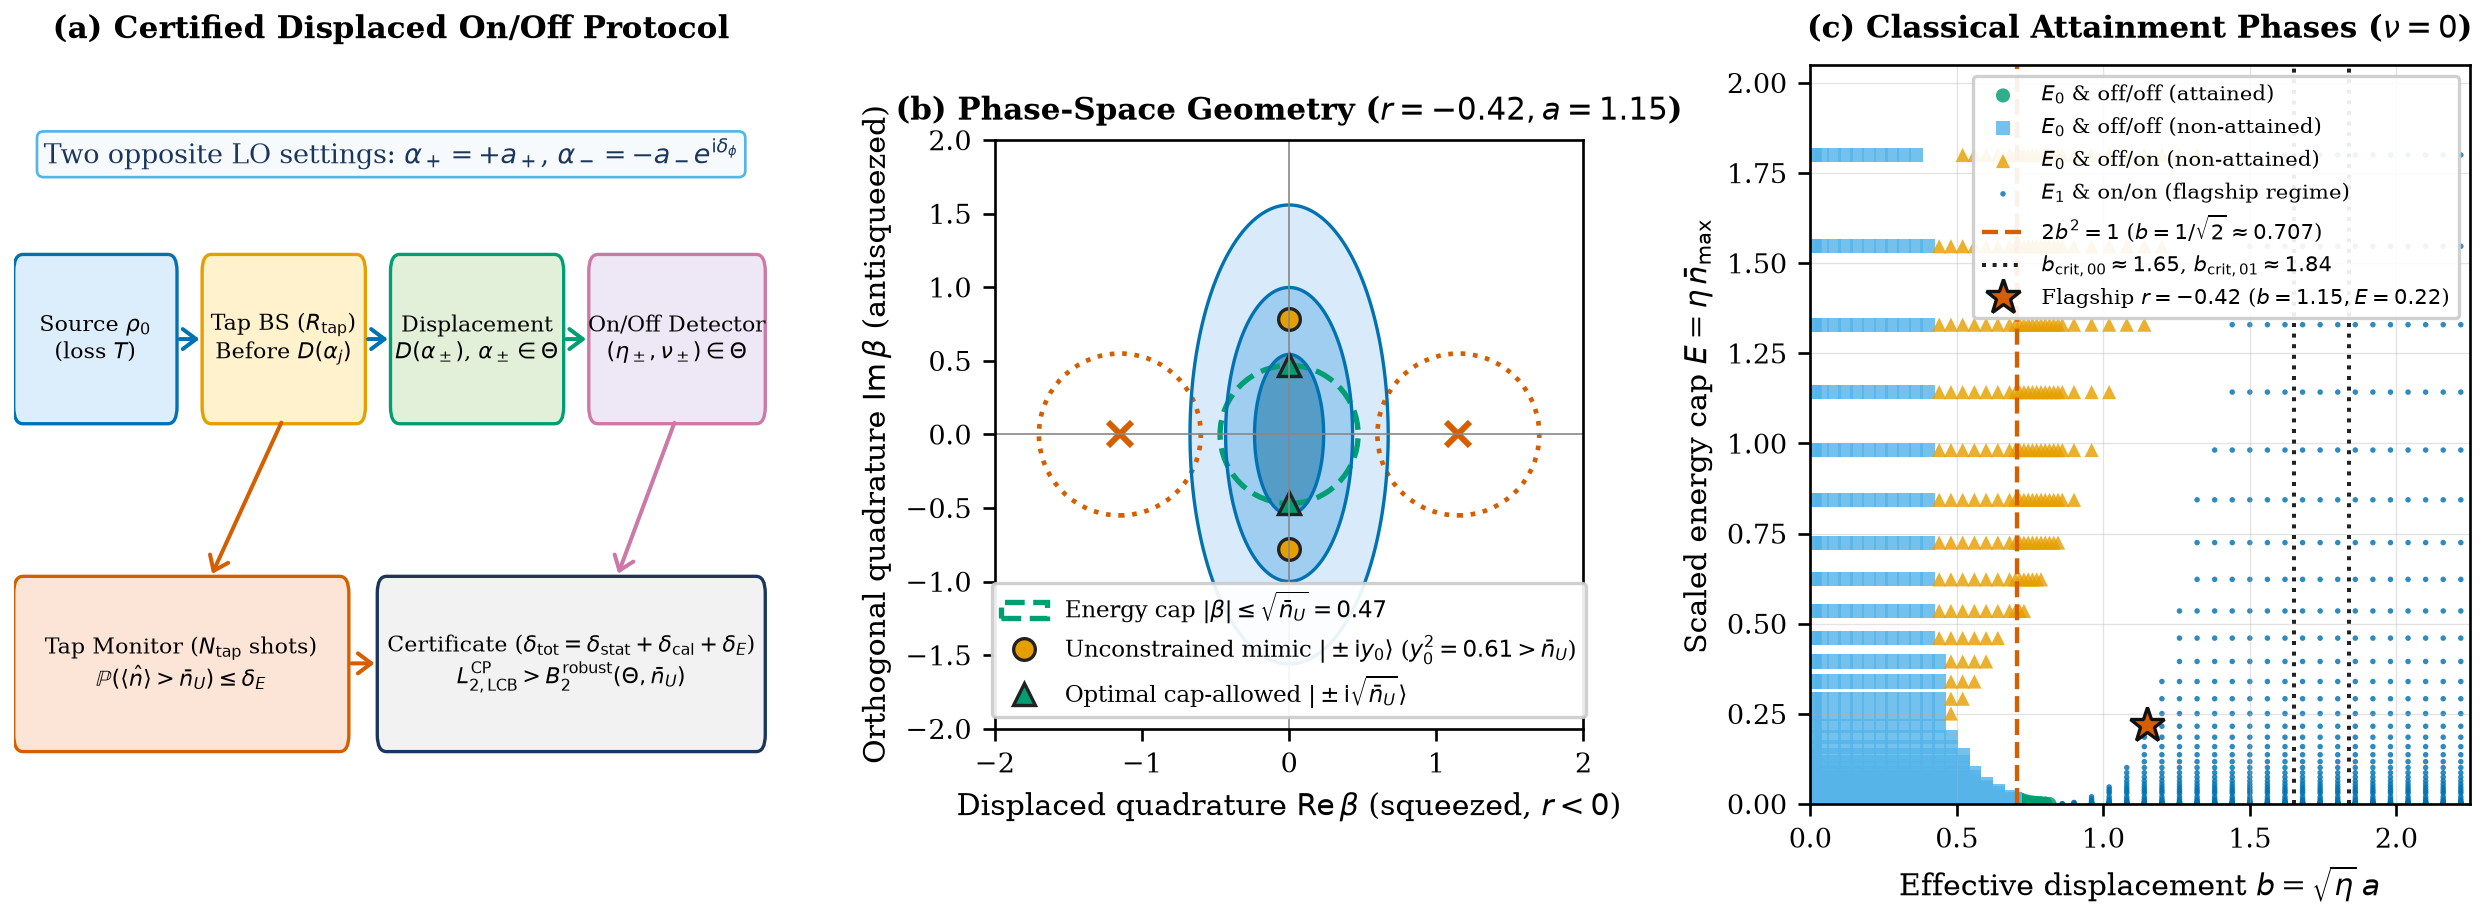 (a) Certified Displaced On/Off Protocol
Two opposite LO settings: α₊ = +a₊, α₋ = −a₋e^{iδ_ϕ}
Source ρ₀
(loss T)
Tap BS (R_tap)
Before D(α_j)
Displacement
D(α_±), α_± ∈ Θ
On/Off Detector
(η_±, ν_±) ∈ Θ
Tap Monitor (N_tap shots)
ℙ(⟨n̂⟩ > n̄_U) ≤ δ_E
Certificate (δ_tot = δ_stat + δ_cal + δ_E)
L^{CP}_{2, LCB} > B₂^{robust}(Θ, n̄_U)
(b) Phase-Space Geometry (r = −0.42, a = 1.15)
Orthogonal quadrature Im β (antisqueezed)
2.0
1.5
1.0
0.5
0.0
−0.5
−1.0
−1.5
−2.0
Energy cap |β| ≤ √n̄_U = 0.47
Unconstrained mimic | ± iy₀⟩ (y₀² = 0.61 > n̄_U)
Optimal cap-allowed | ± i√n̄_U⟩
−2 −1 0 1 2
Displaced quadrature Re β (squeezed, r < 0)
(c) Classical Attainment Phases (ν = 0)
Scaled energy cap E = η n̄_max
2.00
1.75
1.50
1.25
1.00
0.75
0.50
0.25
0.00
E₀ & off/off (attained)
E₀ & off/off (non-attained)
E₀ & off/on (non-attained)
E₁ & on/on (flagship regime)
2b² = 1 (b = 1/√2 ≈ 0.707)
b_{crit, 00} ≈ 1.65, b_{crit, 01} ≈ 1.84
Flagship r = −0.42 (b = 1.15, E = 0.22)
0.0 0.5 1.0 1.5 2.0
Effective displacement b = √η a